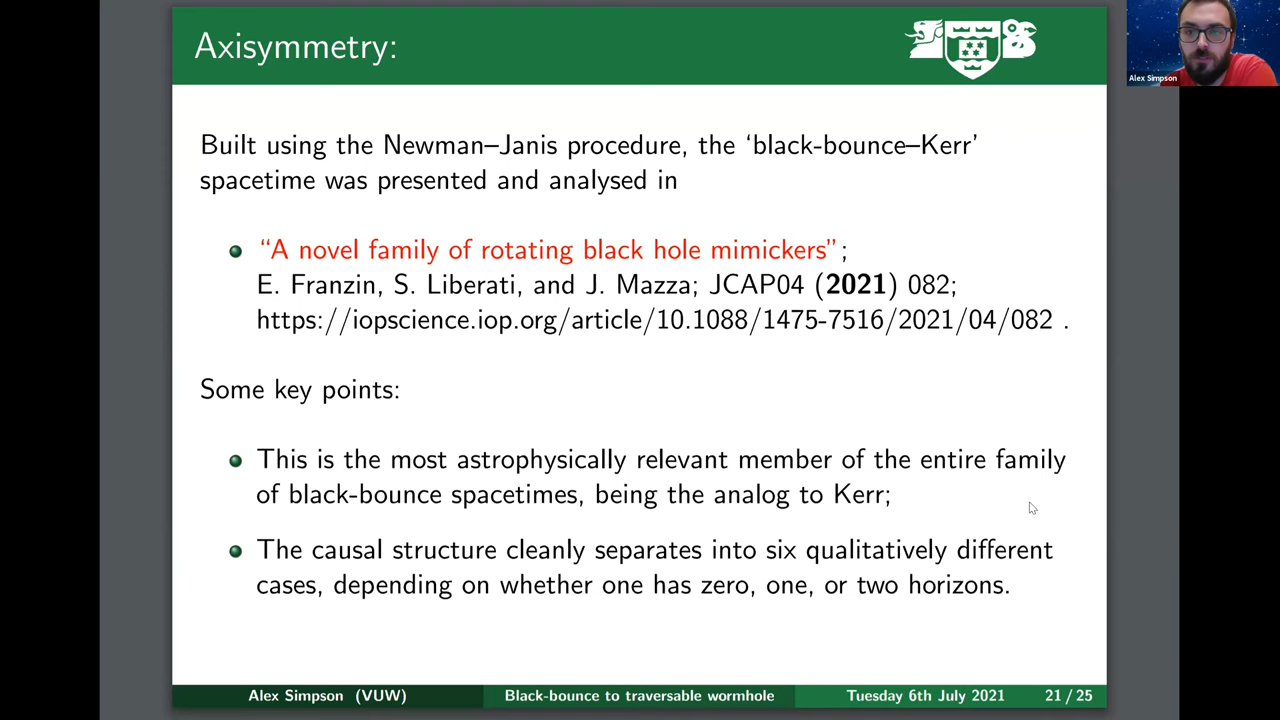 Axisymmetry:
Alex Simpson
Built using the Newman–Janis procedure, the ‘black-bounce–Kerr’
spacetime was presented and analysed in
“A novel family of rotating black hole mimickers”;
E. Franzin, S. Liberati, and J. Mazza; JCAP04 (2021) 082;
https://iopscience.iop.org/article/10.1088/1475-7516/2021/04/082 .
Some key points:
This is the most astrophysically relevant member of the entire family
of black-bounce spacetimes, being the analog to Kerr;
The causal structure cleanly separates into six qualitatively different
cases, depending on whether one has zero, one, or two horizons.
Alex Simpson (VUW) Black-bounce to traversable wormhole Tuesday 6th July 2021 21 / 25